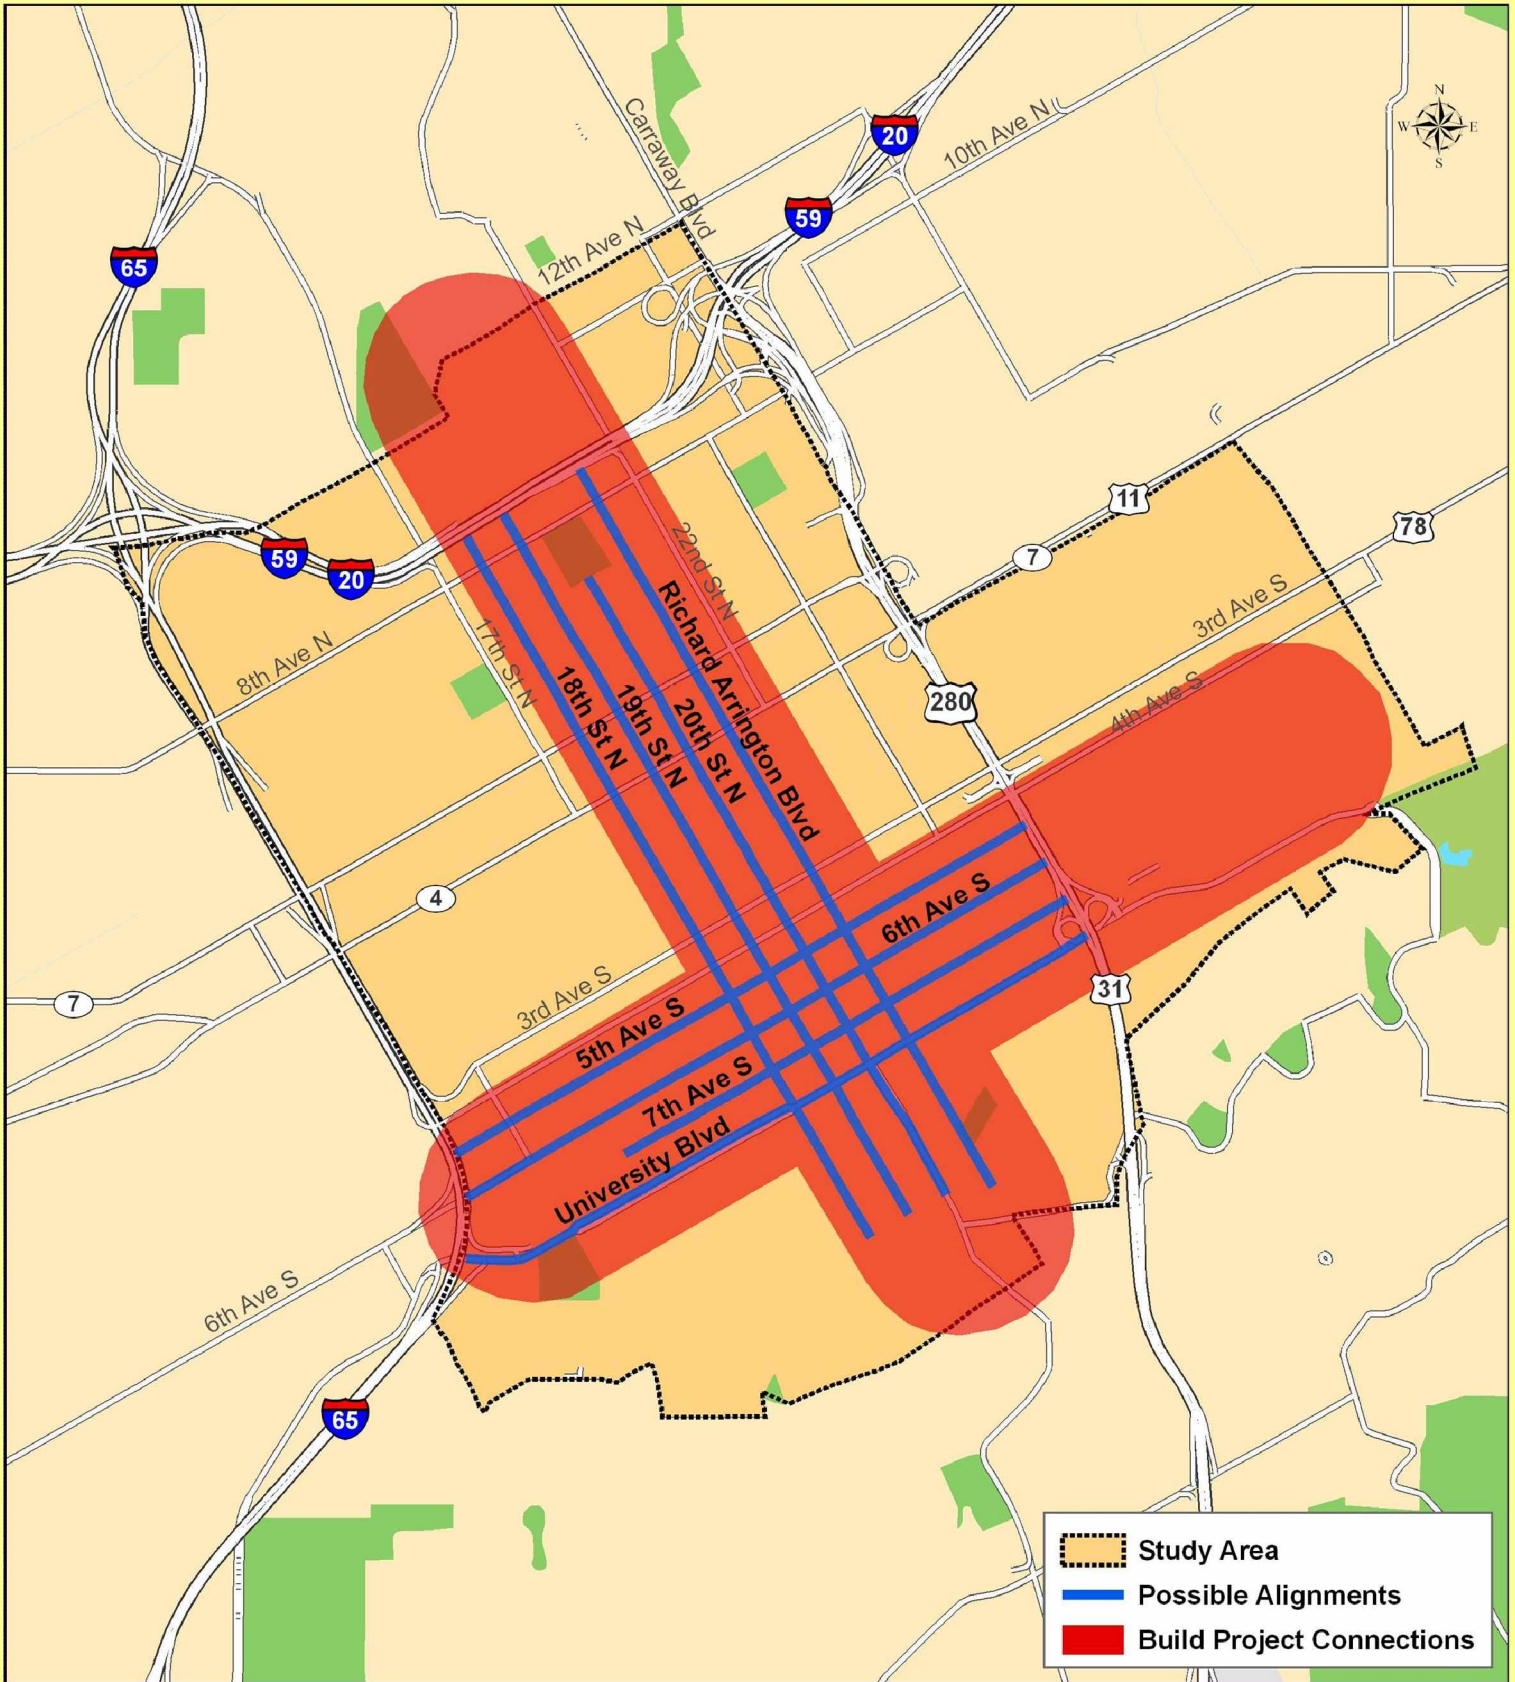 N
W E
S
Carraway Blvd
20
10th Ave N
59
12th Ave N
65
11
78
7
59
20
22nd St N
3rd Ave S
Richard Arrington Blvd
17th St N
8th Ave N
18th St N
19th St N
20th St N
280
4th Ave S
4
6th Ave S
3rd Ave S
31
7
5th Ave S
7th Ave S
University Blvd
6th Ave S
65
Study Area
Possible Alignments
Build Project Connections